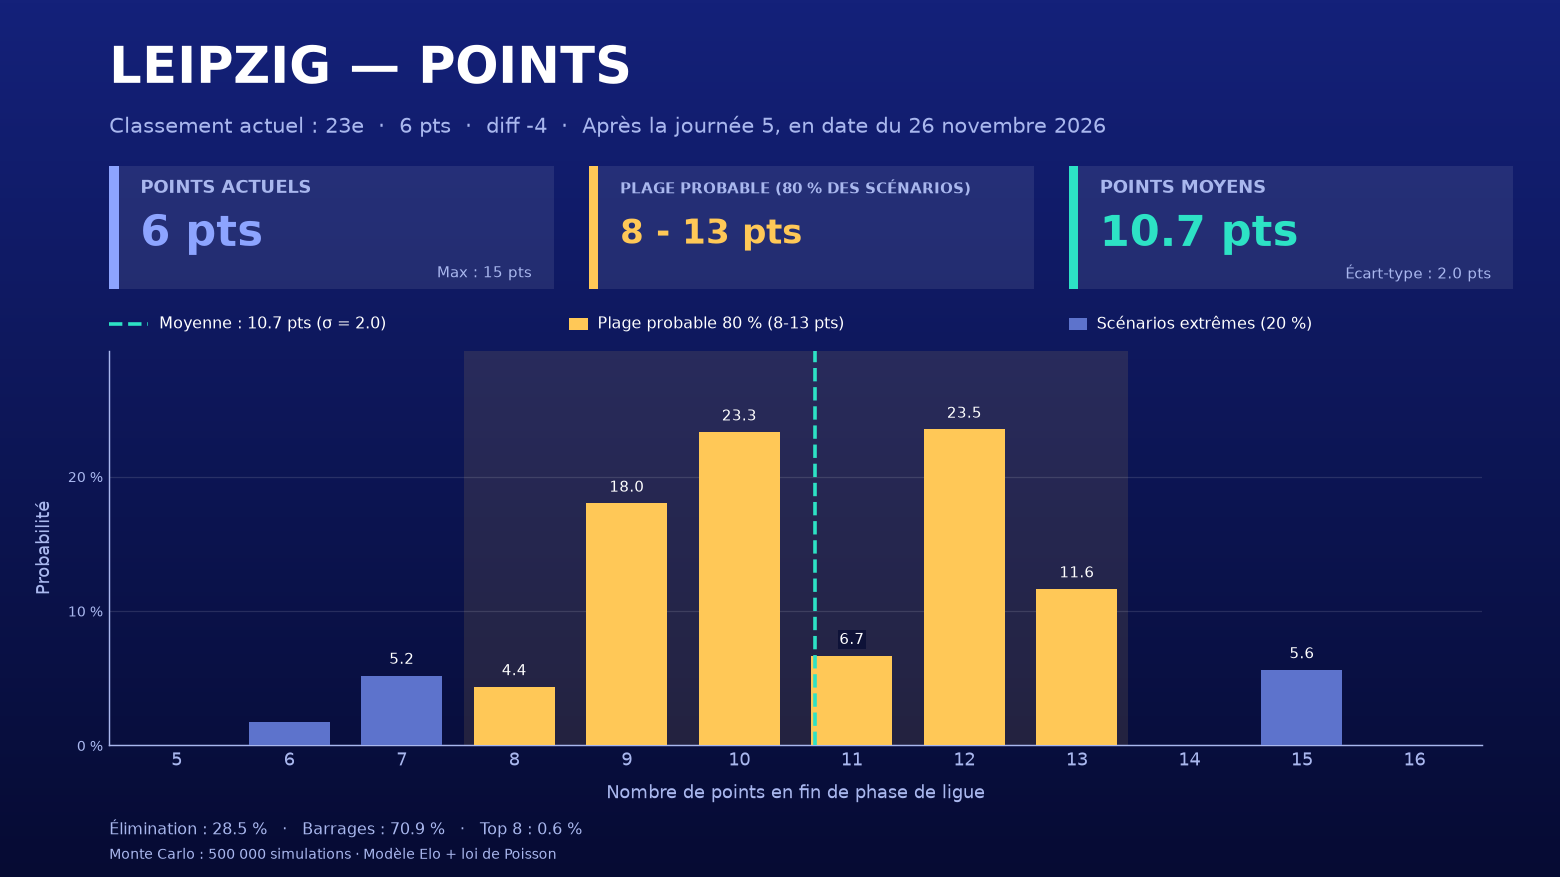 LEIPZIG — POINTS
Classement actuel : 23e · 6 pts · diff -4 · Après la journée 5, en date du 26 novembre 2026
POINTS ACTUELS
6 pts
Max : 15 pts
PLAGE PROBABLE (80 % DES SCÉNARIOS)
8 - 13 pts
POINTS MOYENS
10.7 pts
Écart-type : 2.0 pts
Moyenne : 10.7 pts (σ = 2.0)
Plage probable 80 % (8-13 pts)
Scénarios extrêmes (20 %)
Probabilité
20 %
10 %
0 %
5.2
4.4
18.0
23.3
6.7
23.5
11.6
5.6
5 6 7 8 9 10 11 12 13 14 15 16
Nombre de points en fin de phase de ligue
Élimination : 28.5 % · Barrages : 70.9 % · Top 8 : 0.6 %
Monte Carlo : 500 000 simulations · Modèle Elo + loi de Poisson